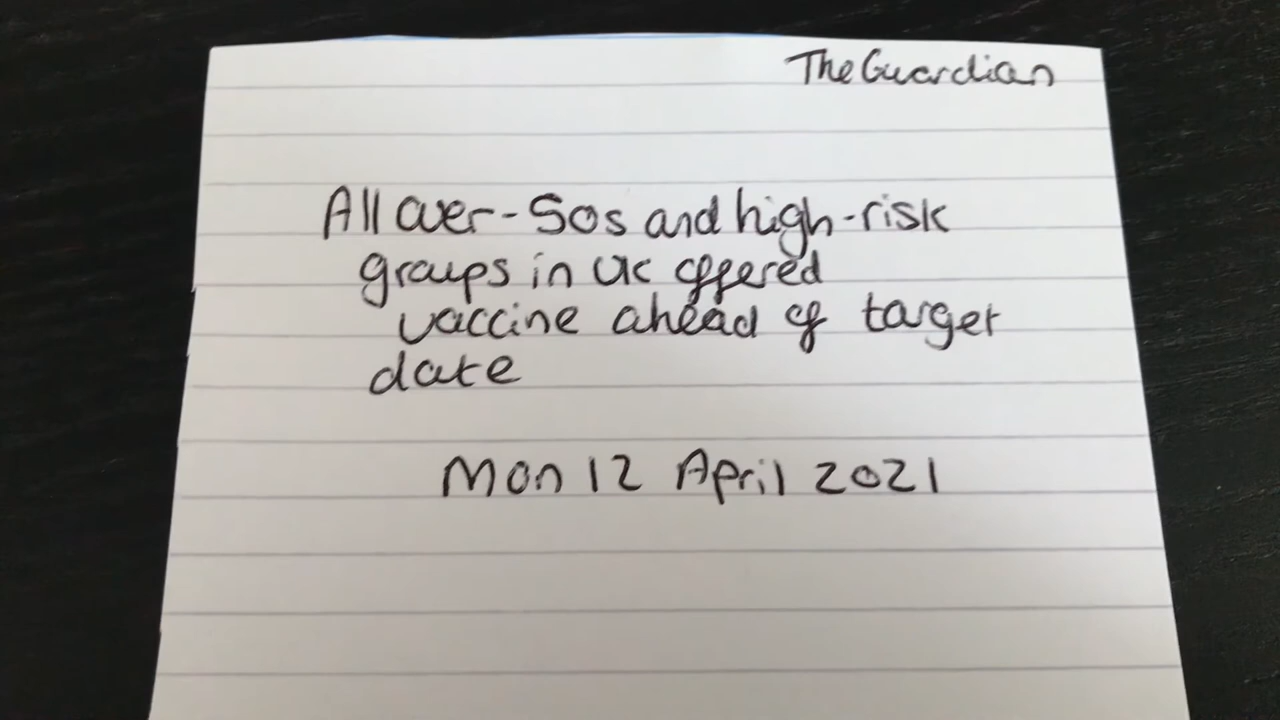 The Guardian
All over-50s and high-risk
groups in UK offered
vaccine ahead of target
date
Mon 12 April 2021